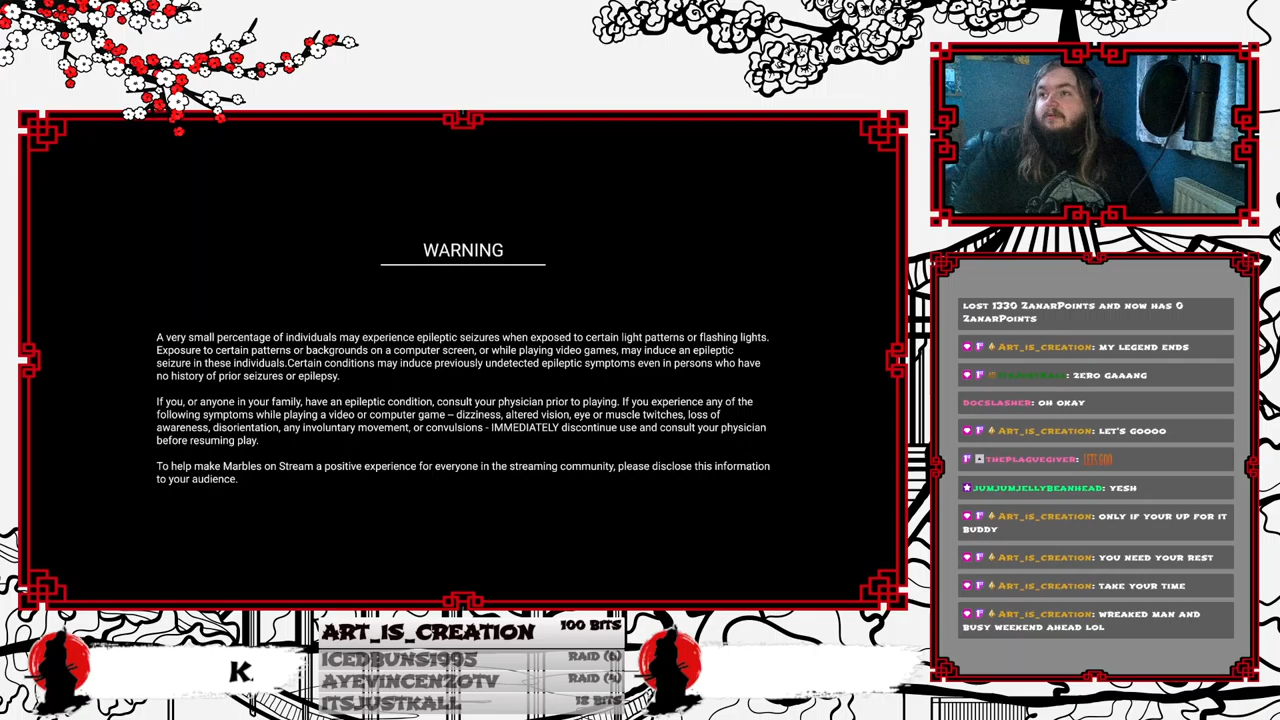 WARNING
A very small percentage of individuals may experience epileptic seizures when exposed to certain light patterns or flashing lights.
Exposure to certain patterns or backgrounds on a computer screen, or while playing video games, may induce an epileptic
seizure in these individuals.Certain conditions may induce previously undetected epileptic symptoms even in persons who have
no history of prior seizures or epilepsy.
If you, or anyone in your family, have an epileptic condition, consult your physician prior to playing. If you experience any of the
following symptoms while playing a video or computer game – dizziness, altered vision, eye or muscle twitches, loss of
awareness, disorientation, any involuntary movement, or convulsions - IMMEDIATELY discontinue use and consult your physician
before resuming play.
To help make Marbles on Stream a positive experience for everyone in the streaming community, please disclose this information
to your audience.
LOST 1330 ZANARPOINTS AND NOW HAS 0
ZANARPOINTS
ART_IS_CREATION: MY LEGEND ENDS
ITSJUSTKALL: ZERO GAAANG
DOCSLASHER: OH OKAY
ART_IS_CREATION: LET'S GOOOO
THEPLAGUEGIVER: LETS GOO
JUMJUMJELLYBEANHEAD: YESH
ART_IS_CREATION: ONLY IF YOUR UP FOR IT
BUDDY
ART_IS_CREATION: YOU NEED YOUR REST
ART_IS_CREATION: TAKE YOUR TIME
ART_IS_CREATION: WREAKED MAN AND
BUSY WEEKEND AHEAD LOL
K.
ART_IS_CREATION 100 BITS
ICEDBUNS1995 RAID (6)
AYEVINCENZOTV RAID (4)
ITSJUSTKALL 18 BITS